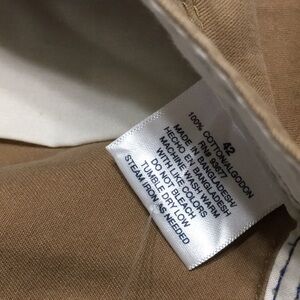 42
100% COTTON/ALGODON
RN# 93677
MADE IN BANGLADESH/
HECHO EN BANGLADESH
MACHINE WASH WARM
WITH LIKE COLORS
DO NOT BLEACH
TUMBLE DRY LOW
STEAM IRON AS NEEDED